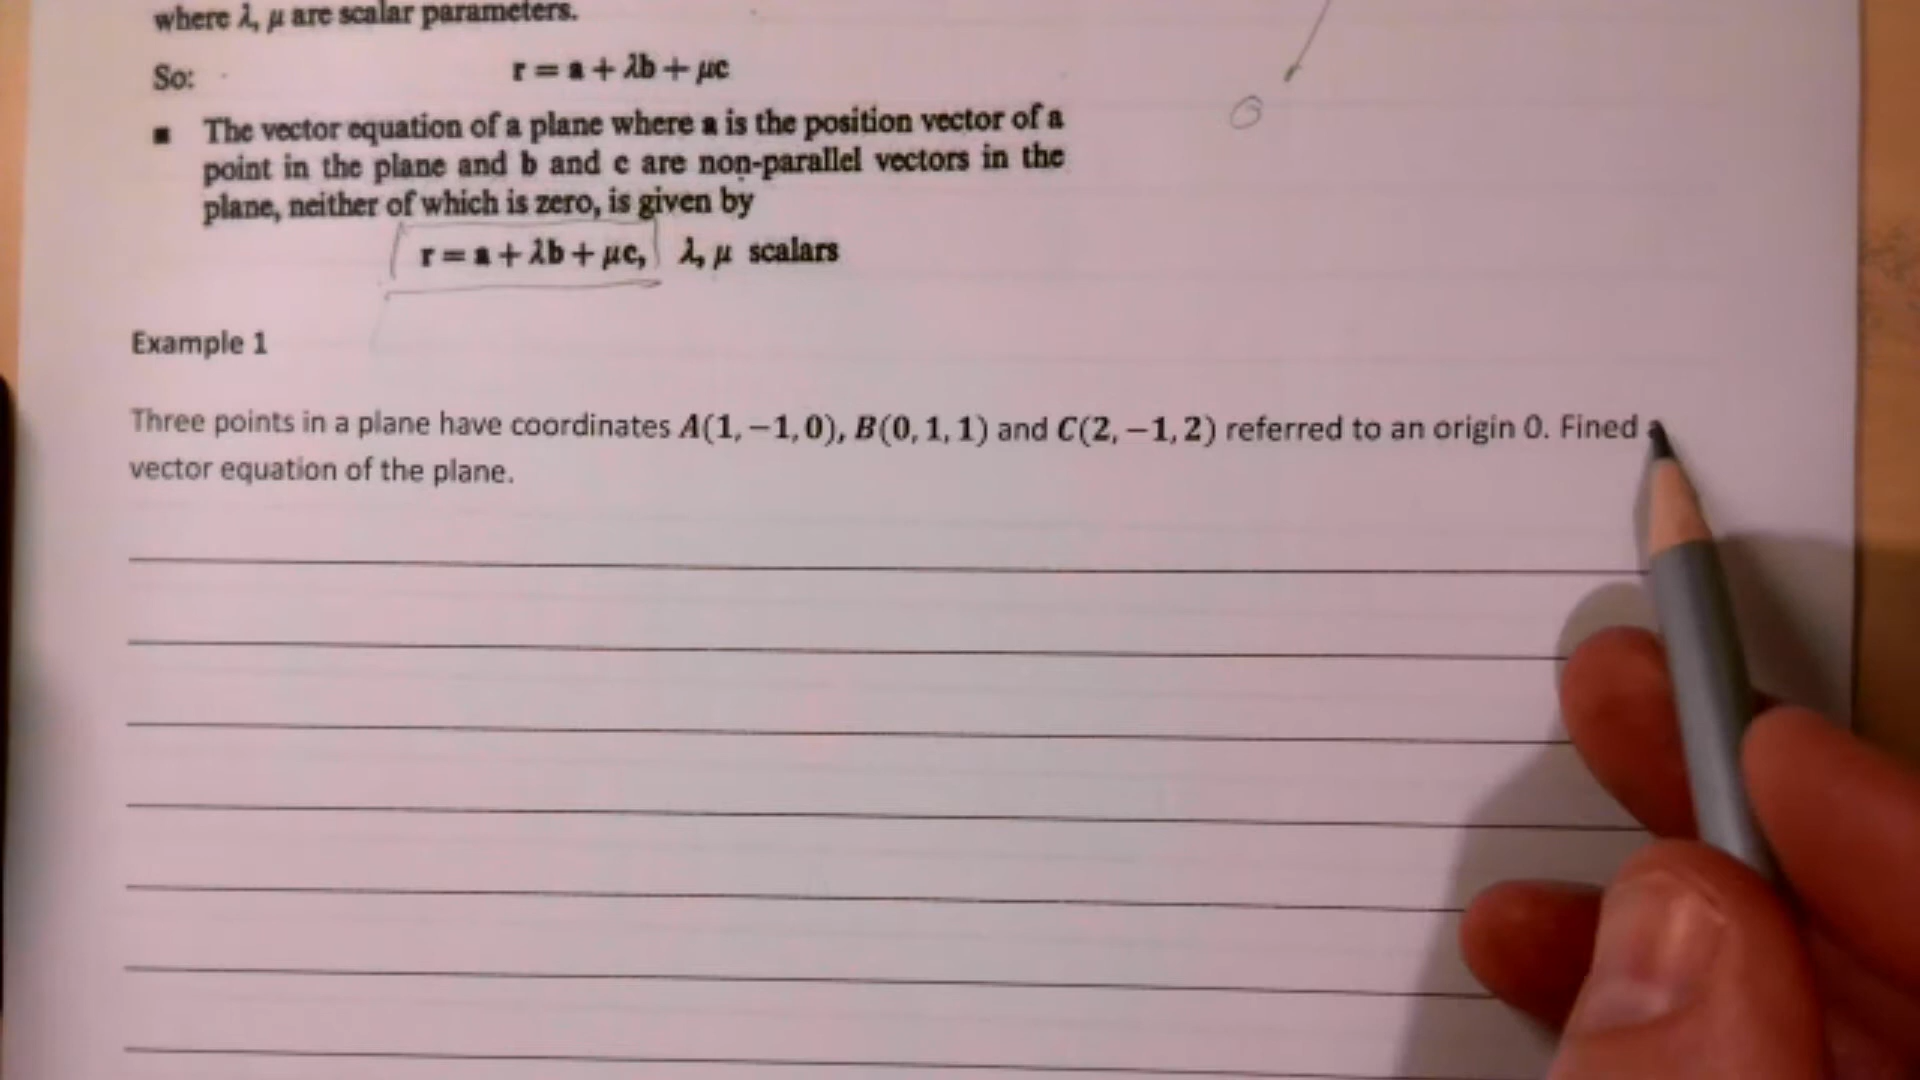 where λ, μ are scalar parameters.
So: r = a + λb + μc
▪ The vector equation of a plane where a is the position vector of a
point in the plane and b and c are non-parallel vectors in the
plane, neither of which is zero, is given by
r = a + λb + μc, λ, μ scalars
Example 1
Three points in a plane have coordinates A(1, −1, 0), B(0, 1, 1) and C(2, −1, 2) referred to an origin 0. Fined a
vector equation of the plane.